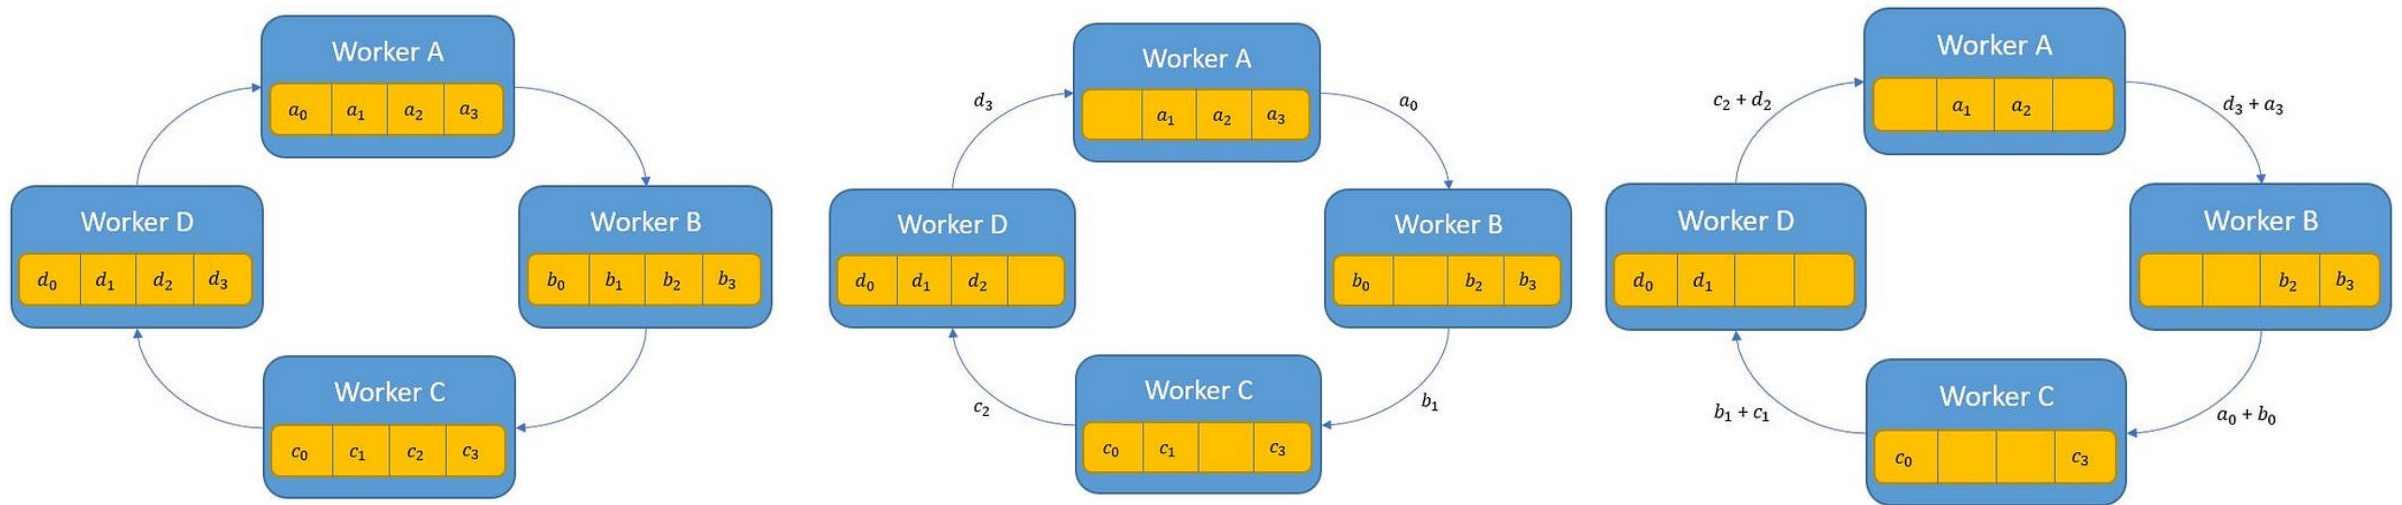 Worker A
a₀ a₁ a₂ a₃
Worker D
d₀ d₁ d₂ d₃
Worker B
b₀ b₁ b₂ b₃
Worker C
c₀ c₁ c₂ c₃
Worker A
a₁ a₂ a₃
d₃
a₀
Worker D
d₀ d₁ d₂
Worker B
b₀ b₂ b₃
Worker C
c₀ c₁ c₃
c₂
b₁
Worker A
a₁ a₂
c₂ + d₂
d₃ + a₃
Worker D
d₀ d₁
Worker B
b₂ b₃
Worker C
c₀ c₃
b₁ + c₁
a₀ + b₀